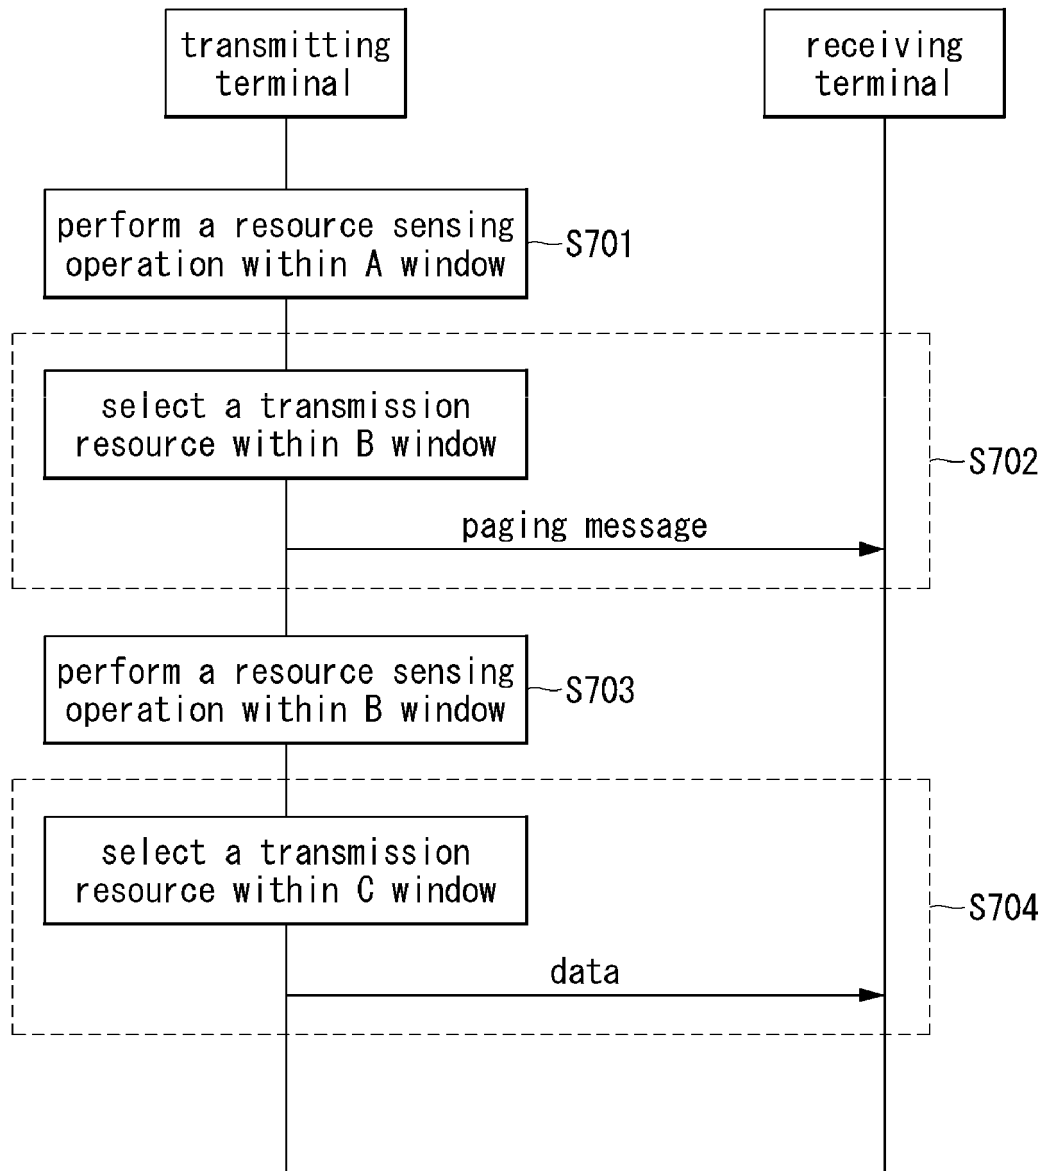 transmitting
terminal
receiving
terminal
perform a resource sensing
operation within A window
S701
select a transmission
resource within B window
S702
paging message
perform a resource sensing
operation within B window
S703
select a transmission
resource within C window
S704
data